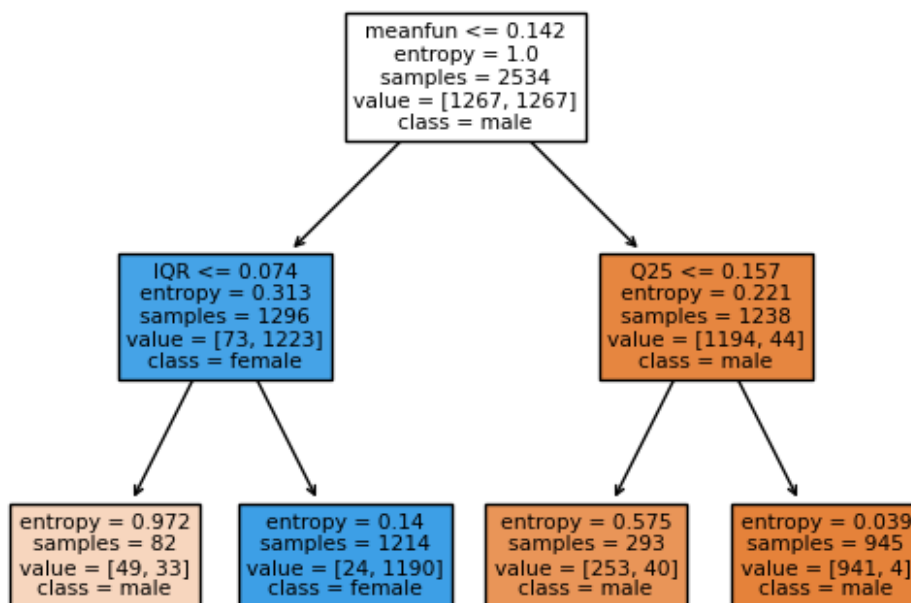 meanfun <= 0.142
entropy = 1.0
samples = 2534
value = [1267, 1267]
class = male
IQR <= 0.074
entropy = 0.313
samples = 1296
value = [73, 1223]
class = female
Q25 <= 0.157
entropy = 0.221
samples = 1238
value = [1194, 44]
class = male
entropy = 0.972
samples = 82
value = [49, 33]
class = male
entropy = 0.14
samples = 1214
value = [24, 1190]
class = female
entropy = 0.575
samples = 293
value = [253, 40]
class = male
entropy = 0.039
samples = 945
value = [941, 4]
class = male